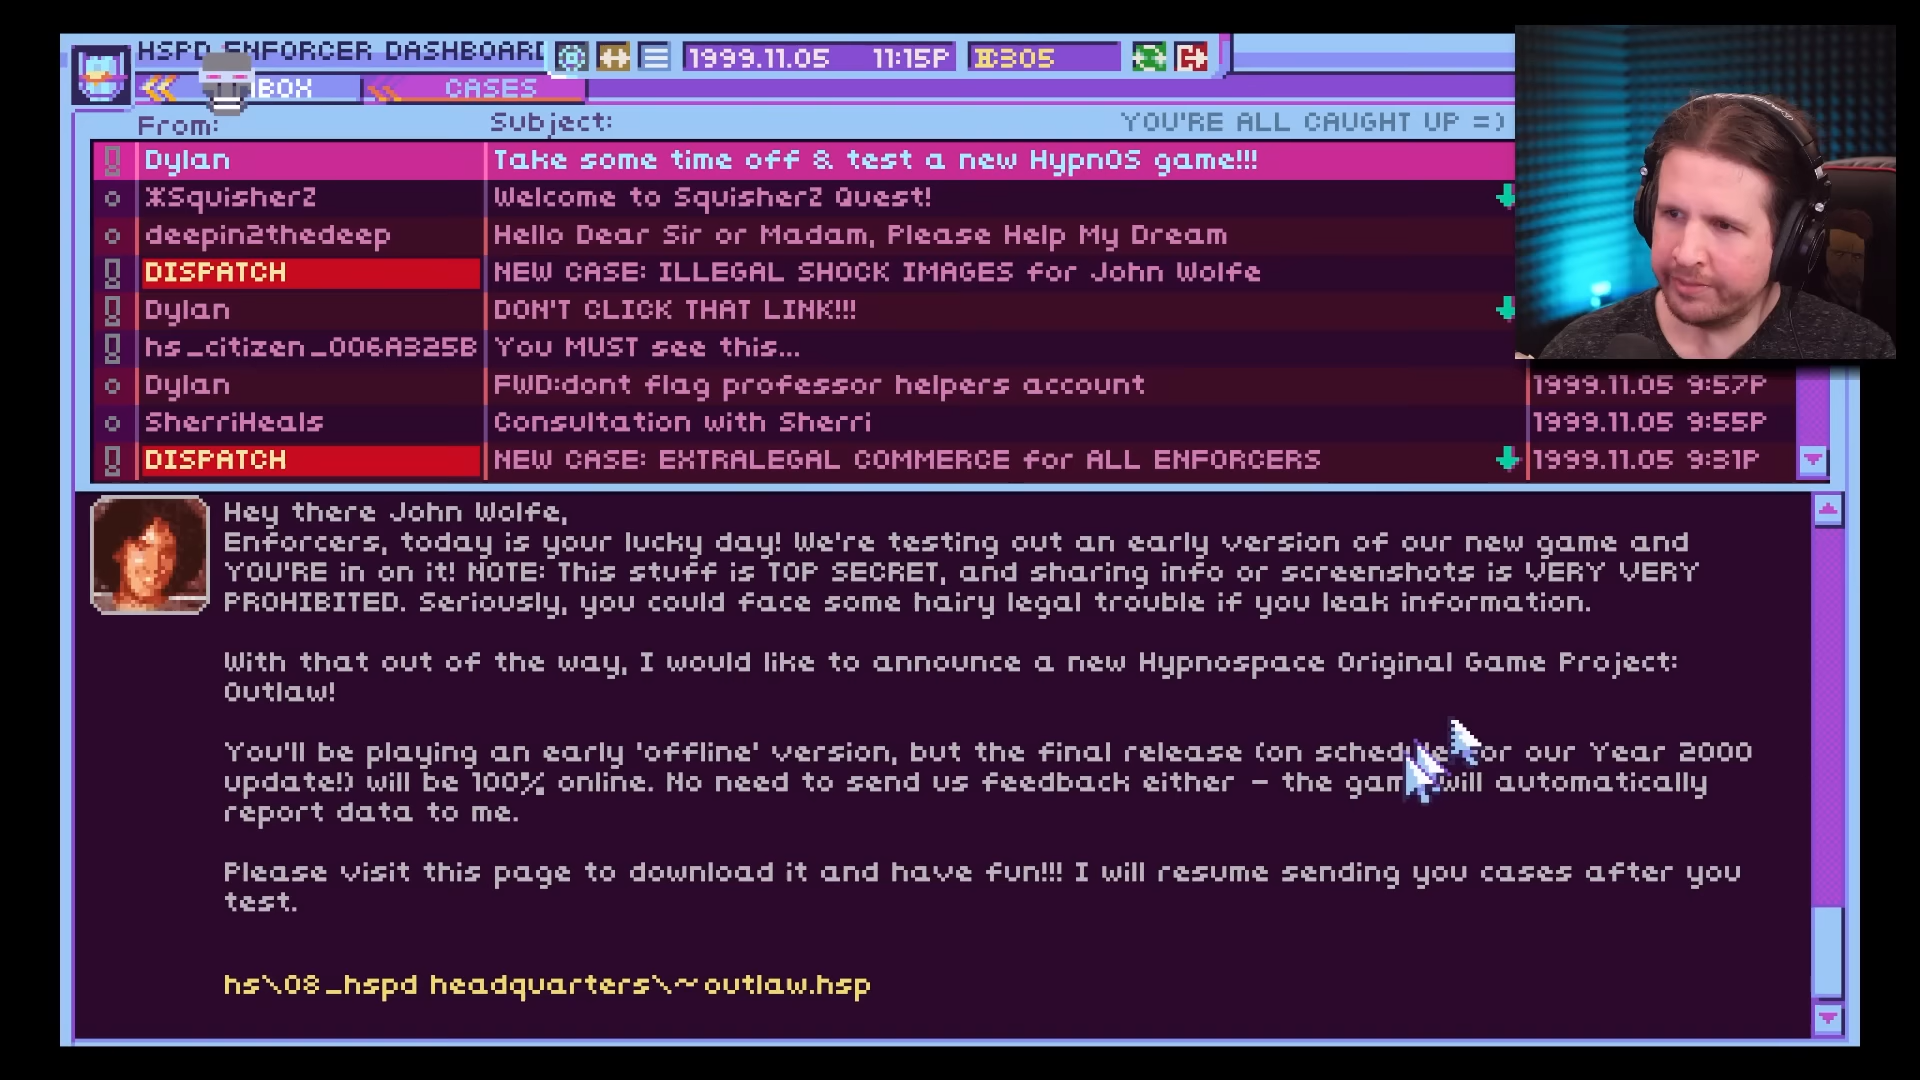 HSPD ENFORCER DASHBOARD
1999.11.05 11:15P
305
BOX
CASES
From:
Subject:
YOU'RE ALL CAUGHT UP =)
Dylan Take some time off & test a new HypnOS game!!!
*SquisherZ Welcome to SquisherZ Quest!
deepin2thedeep Hello Dear Sir or Madam, Please Help My Dream
DISPATCH NEW CASE: ILLEGAL SHOCK IMAGES for John Wolfe
Dylan DON'T CLICK THAT LINK!!!
hs_citizen_006A325B You MUST see this...
Dylan FWD:dont flag professor helpers account 1999.11.05 9:57P
SherriHeals Consultation with Sherri 1999.11.05 9:55P
DISPATCH NEW CASE: EXTRALEGAL COMMERCE for ALL ENFORCERS 1999.11.05 9:31P
Hey there John Wolfe,
Enforcers, today is your lucky day! We're testing out an early version of our new game and
YOU'RE in on it! NOTE: This stuff is TOP SECRET, and sharing info or screenshots is VERY VERY
PROHIBITED. Seriously, you could face some hairy legal trouble if you leak information.
With that out of the way, I would like to announce a new Hypnospace Original Game Project:
Outlaw!
You'll be playing an early 'offline' version, but the final release (on schedule for our Year 2000
update!) will be 100% online. No need to send us feedback either - the game will automatically
report data to me.
Please visit this page to download it and have fun!!! I will resume sending you cases after you
test.
hs\08_hspd headquarters\~outlaw.hsp